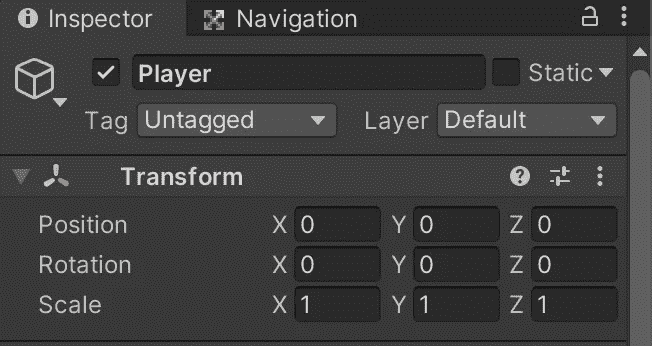 Inspector Navigation
Player Static
Tag Untagged Layer Default
Transform
Position X 0 Y 0 Z 0
Rotation X 0 Y 0 Z 0
Scale X 1 Y 1 Z 1